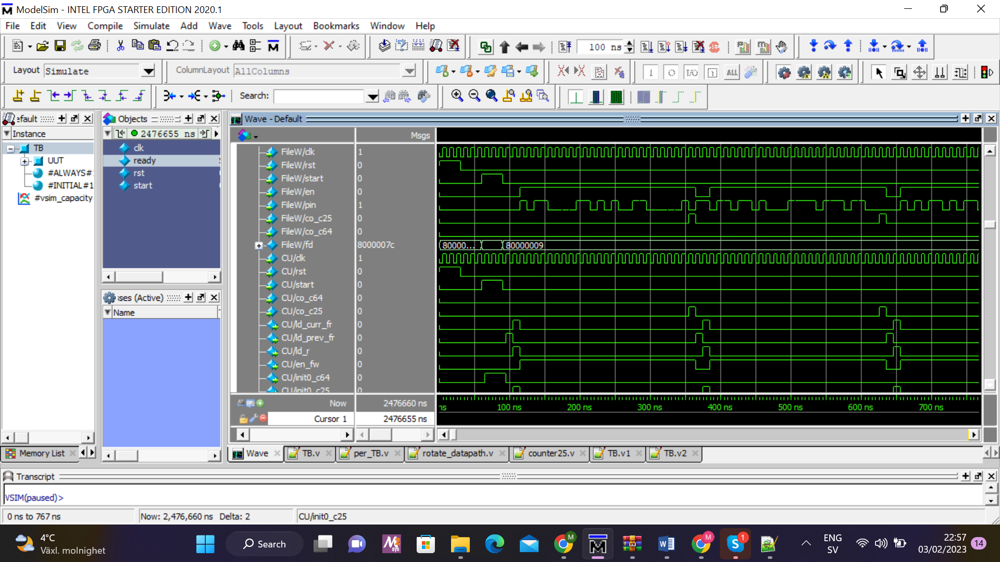 ModelSim - INTEL FPGA STARTER EDITION 2020.1
File Edit View Compile Simulate Add Wave Tools Layout Bookmarks Window Help
100 ns
Layout Simulate ColumnLayout AllColumns
Search:
Objects
Wave - Default
Instance
2476655 ns
Msgs
TB
UUT
#INITIAL#1
#vsim_capacity
clk
ready
rst
start
FileW/clk 1
FileW/rst 0
FileW/start 0
FileW/en 0
FileW/pin 1
FileW/co_c25 0
FileW/co_c64 0
FileW/fd 8000007c 80000... 80000009
CU/clk 1
CU/rst 0
CU/start 0
CU/co_c64 0
CU/co_c25 0
CU/ld_curr_fr 0
CU/ld_prev_fr 0
CU/ld_r 0
CU/en_fw 0
CU/init0_c64 0
CU/init0_c25 0
sses (Active)
Name
Now 2476660 ns
Cursor 1 2476655 ns
ns 100 ns 200 ns 300 ns 400 ns 500 ns 600 ns 700 ns
Memory List
Wave TB.v per_TB.v rotate_datapath.v counter25.v TB.v1 TB.v2
Transcript
VSIM(paused)>
0 ns to 767 ns Now: 2,476,660 ns Delta: 2 CU/init0_c25
4°C
Växl. molnighet
Search
ENG
SV
22:57
03/02/2023
14